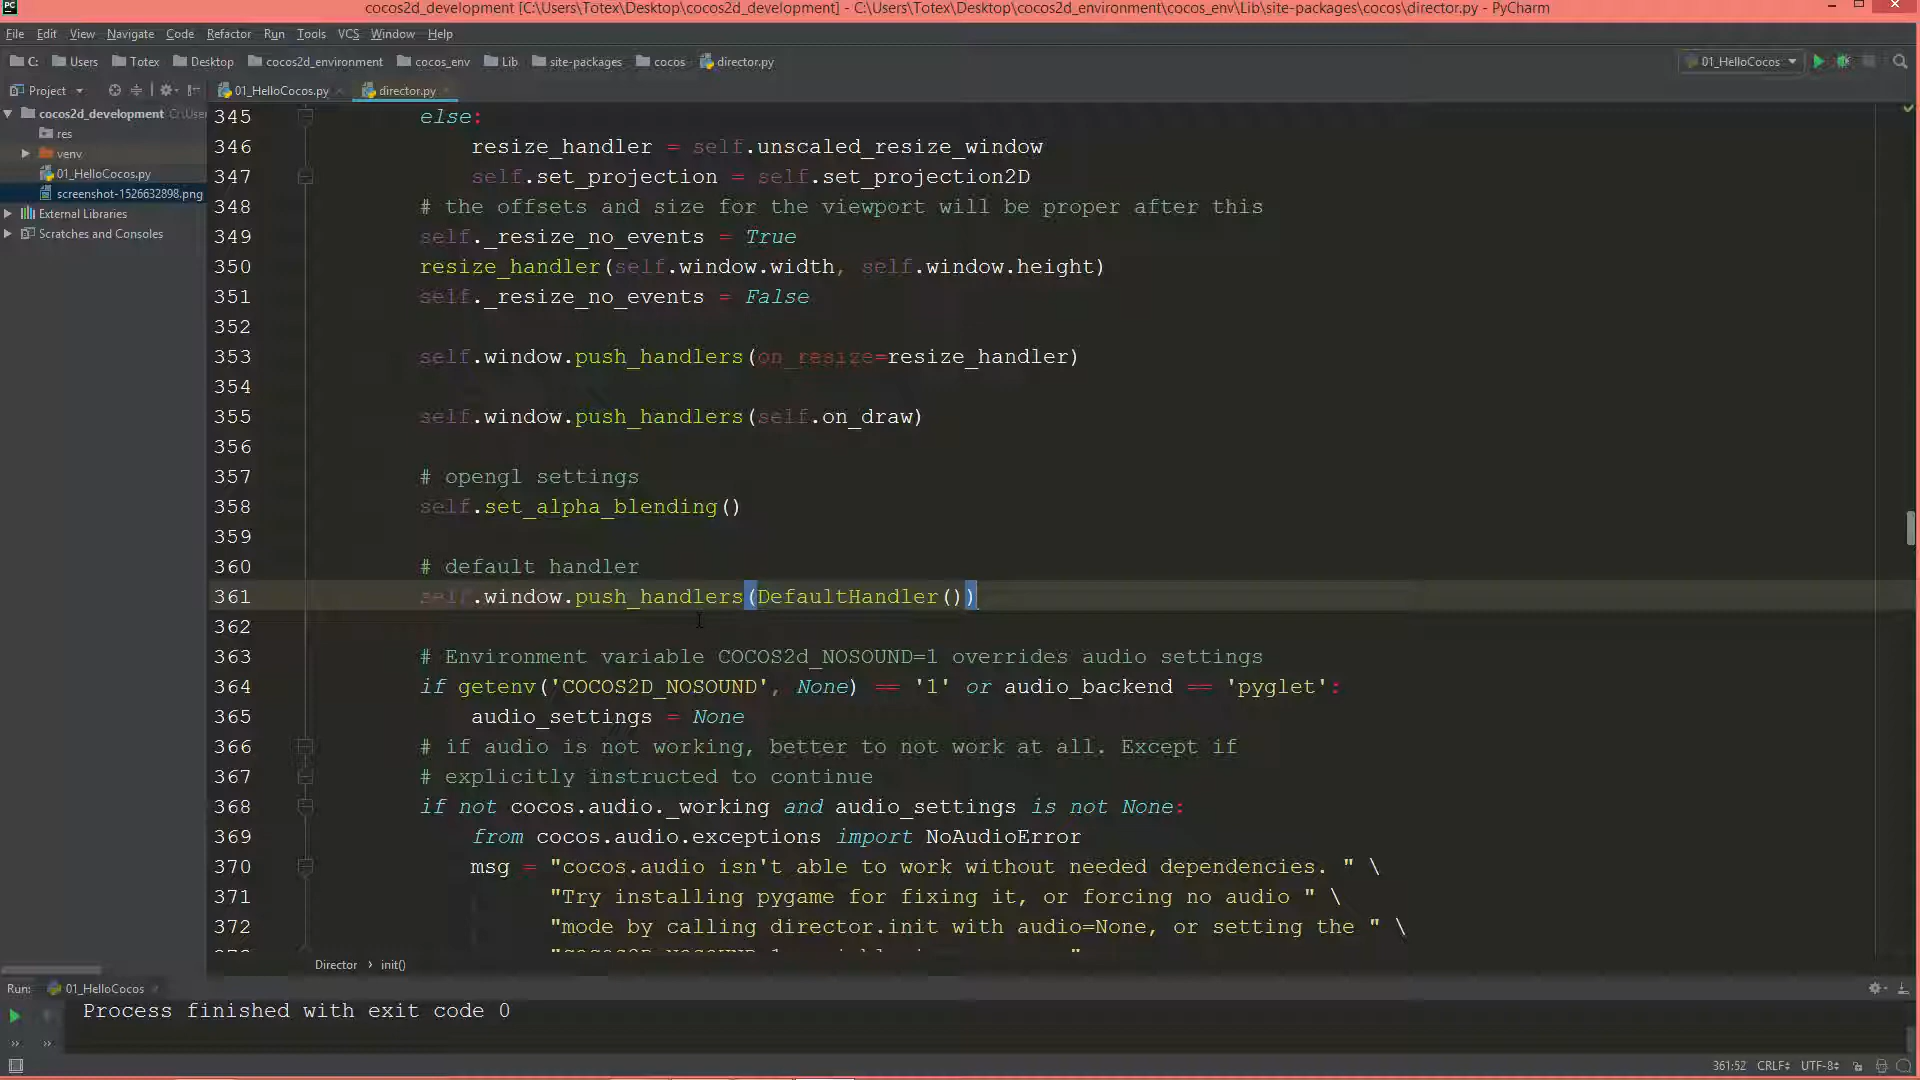 cocos2d_development [C:\Users\Totex\Desktop\cocos2d_development] - C:\Users\Totex\Desktop\cocos2d_environment\cocos_env\Lib\site-packages\cocos\director.py - PyCharm
File Edit View Navigate Code Refactor Run Tools VCS Window Help
C: Users Totex Desktop cocos2d_environment cocos_env Lib site-packages cocos director.py 01_HelloCocos
Project 01_HelloCocos.py director.py
cocos2d_development C:\User
res
venv
01_HelloCocos.py
screenshot-1526632898.png
External Libraries
Scratches and Consoles
345 else:
346 resize_handler = self.unscaled_resize_window
347 self.set_projection = self.set_projection2D
348 # the offsets and size for the viewport will be proper after this
349 self._resize_no_events = True
350 resize_handler(self.window.width, self.window.height)
351 self._resize_no_events = False
352
353 self.window.push_handlers(on_resize=resize_handler)
354
355 self.window.push_handlers(self.on_draw)
356
357 # opengl settings
358 self.set_alpha_blending()
359
360 # default handler
361 self.window.push_handlers(DefaultHandler())
362
363 # Environment variable COCOS2d_NOSOUND=1 overrides audio settings
364 if getenv('COCOS2D_NOSOUND', None) == '1' or audio_backend == 'pyglet':
365 audio_settings = None
366 # if audio is not working, better to not work at all. Except if
367 # explicitly instructed to continue
368 if not cocos.audio._working and audio_settings is not None:
369 from cocos.audio.exceptions import NoAudioError
370 msg = "cocos.audio isn't able to work without needed dependencies. " \
371 "Try installing pygame for fixing it, or forcing no audio " \
372 "mode by calling director.init with audio=None, or setting the " \
Director › init()
Run: 01_HelloCocos
Process finished with exit code 0
361:52 CRLF UTF-8